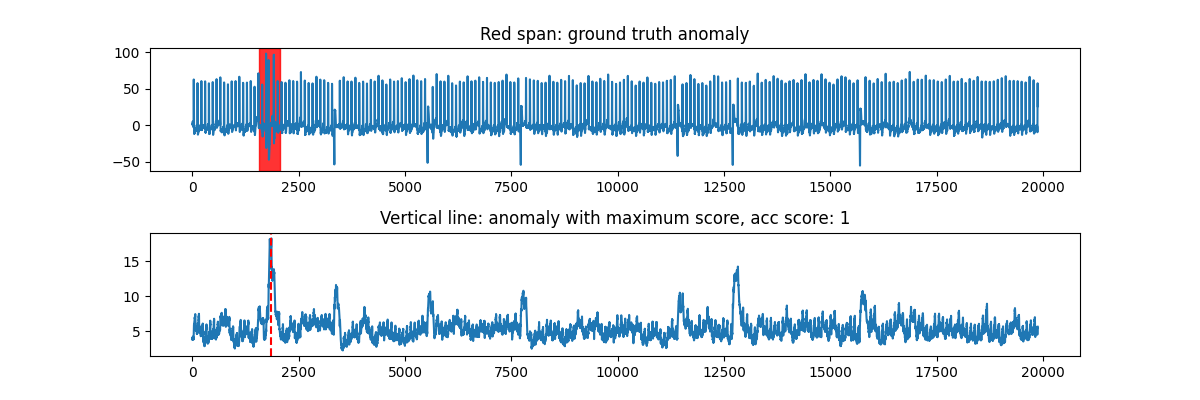 Red span: ground truth anomaly
100
50
0
−50
0 2500 5000 7500 10000 12500 15000 17500 20000
Vertical line: anomaly with maximum score, acc score: 1
15
10
5
0 2500 5000 7500 10000 12500 15000 17500 20000